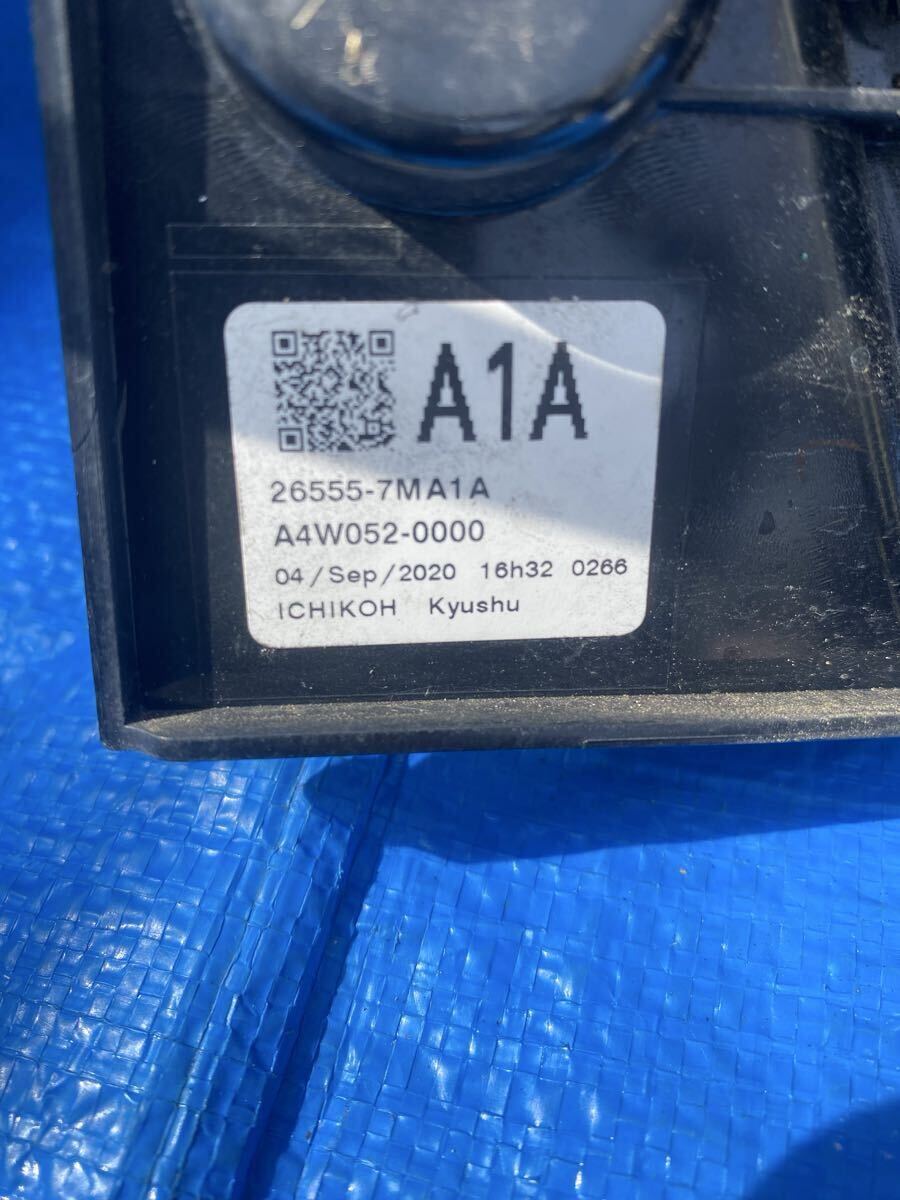 A1A
26555-7MA1A
A4W052-0000
04/Sep/2020 16h32 0266
ICHIKOH Kyushu